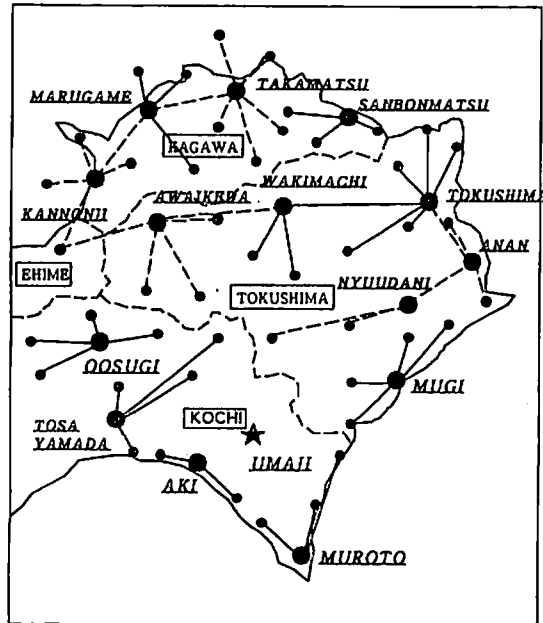 TAKAMATSU
MARUGAME
SANBONMATSU
KAGAWA
WAKIMACHI
AWAIKEDA
TOKUSHIMA
KANNONJI
ANAN
EHIME
NYUUDANI
TOKUSHIMA
OOSUGI
MUGI
KOCHI
TOSA
YAMADA
IIMAJI
AKI
MUROTO